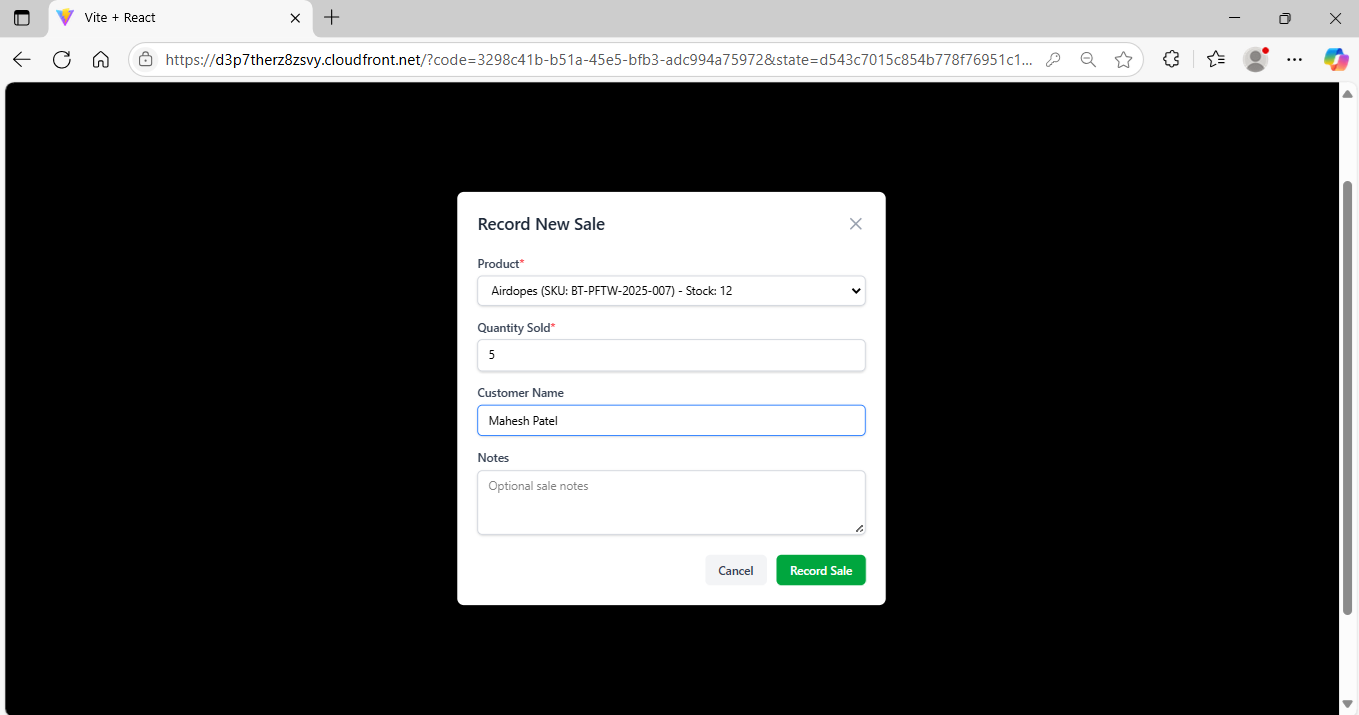 Vite + React
https://d3p7therz8zsvy.cloudfront.net/?code=3298c41b-b51a-45e5-bfb3-adc994a75972&state=d543c7015c854b778f76951c1...
Record New Sale
Product*
Airdopes (SKU: BT-PFTW-2025-007) - Stock: 12
Quantity Sold*
5
Customer Name
Mahesh Patel
Notes
Optional sale notes
Cancel Record Sale